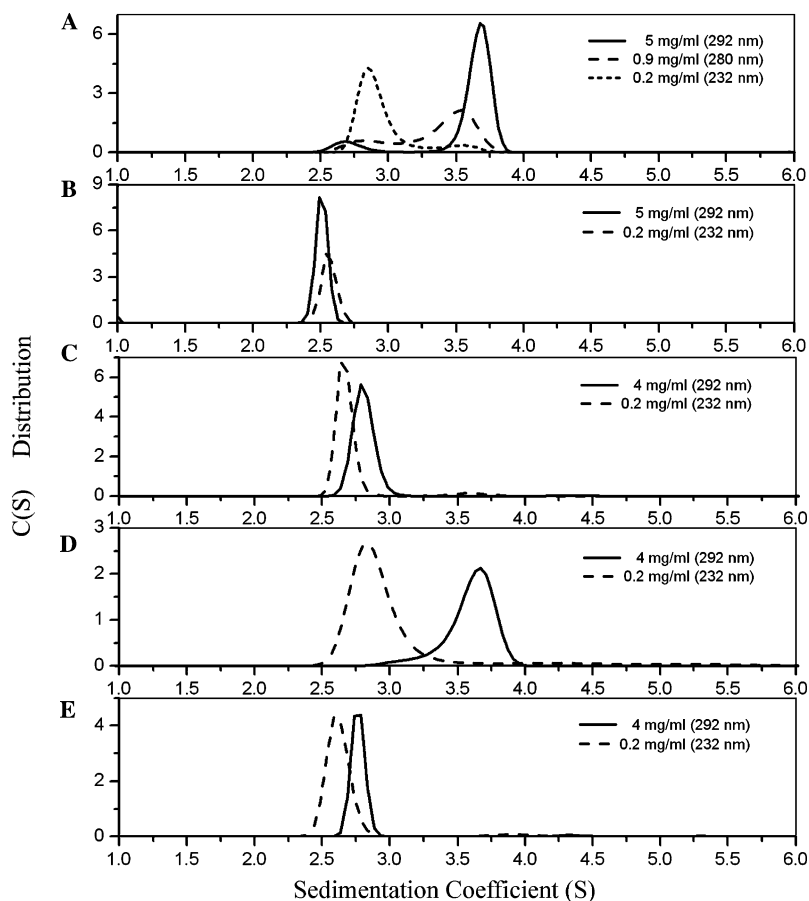 A
6
3
0
5 mg/ml (292 nm)
0.9 mg/ml (280 nm)
0.2 mg/ml (232 nm)
1.0 1.5 2.0 2.5 3.0 3.5 4.0 4.5 5.0 5.5 6.0
B
9
6
3
0
5 mg/ml (292 nm)
0.2 mg/ml (232 nm)
1.0 1.5 2.0 2.5 3.0 3.5 4.0 4.5 5.0 5.5 6.0
C
6
4
2
0
4 mg/ml (292 nm)
0.2 mg/ml (232 nm)
1.0 1.5 2.0 2.5 3.0 3.5 4.0 4.5 5.0 5.5 6.0
D
3
2
1
0
4 mg/ml (292 nm)
0.2 mg/ml (232 nm)
1.0 1.5 2.0 2.5 3.0 3.5 4.0 4.5 5.0 5.5 6.0
E
4
2
0
4 mg/ml (292 nm)
0.2 mg/ml (232 nm)
1.0 1.5 2.0 2.5 3.0 3.5 4.0 4.5 5.0 5.5 6.0
C(S) Distribution
Sedimentation Coefficient (S)